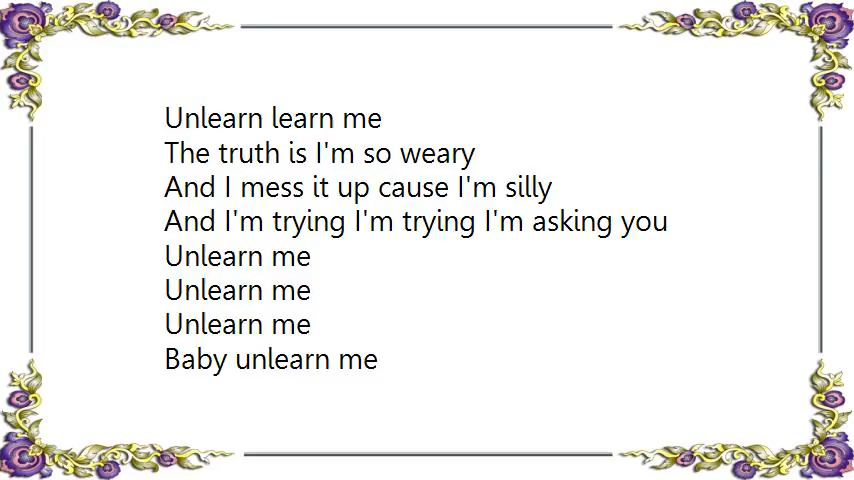 Unlearn learn me
The truth is I'm so weary
And I mess it up cause I'm silly
And I'm trying I'm trying I'm asking you
Unlearn me
Unlearn me
Unlearn me
Baby unlearn me